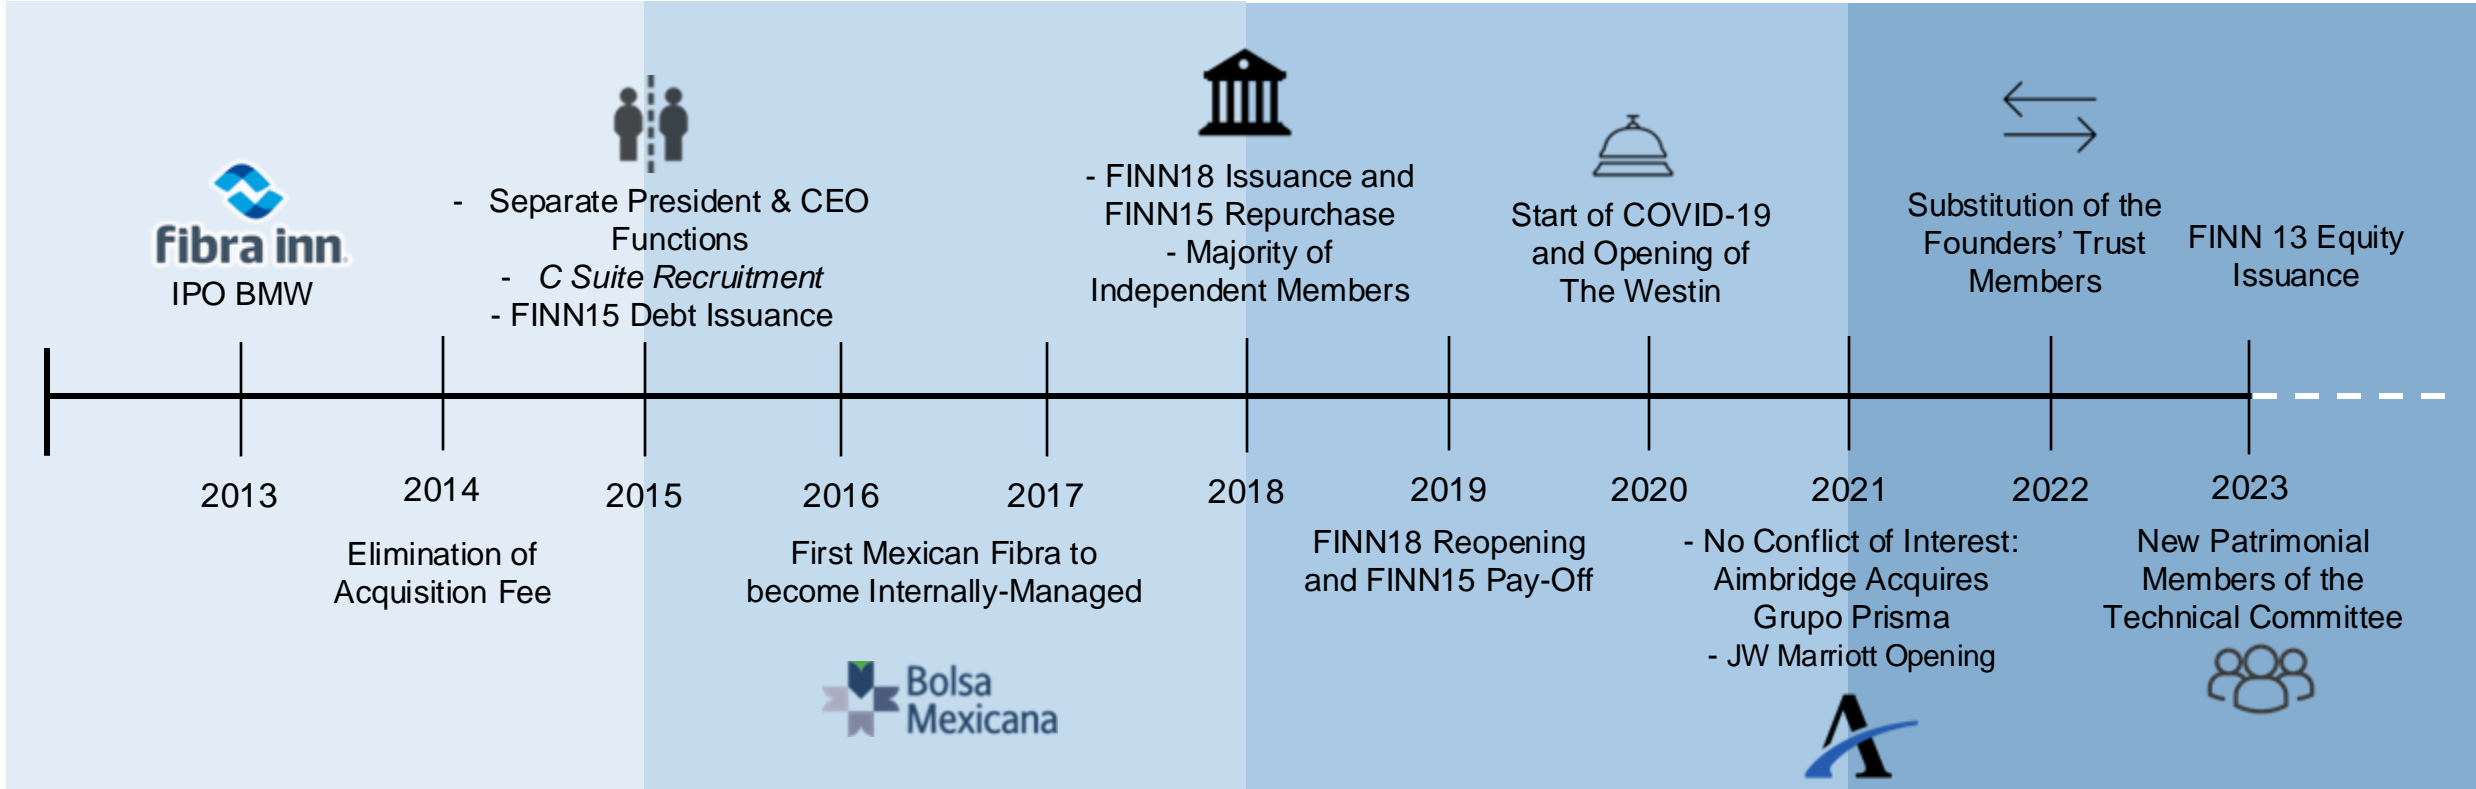 fibra inn.
IPO BMW
- Separate President & CEO
Functions
- C Suite Recruitment
- FINN15 Debt Issuance
- FINN18 Issuance and
FINN15 Repurchase
- Majority of
Independent Members
Start of COVID-19
and Opening of
The Westin
Substitution of the
Founders’ Trust
Members
FINN 13 Equity
Issuance
2013
2014
2015
2016
2017
2018
2019
2020
2021
2022
2023
Elimination of
Acquisition Fee
First Mexican Fibra to
become Internally-Managed
Bolsa
Mexicana
FINN18 Reopening
and FINN15 Pay-Off
- No Conflict of Interest:
Aimbridge Acquires
Grupo Prisma
- JW Marriott Opening
A
New Patrimonial
Members of the
Technical Committee